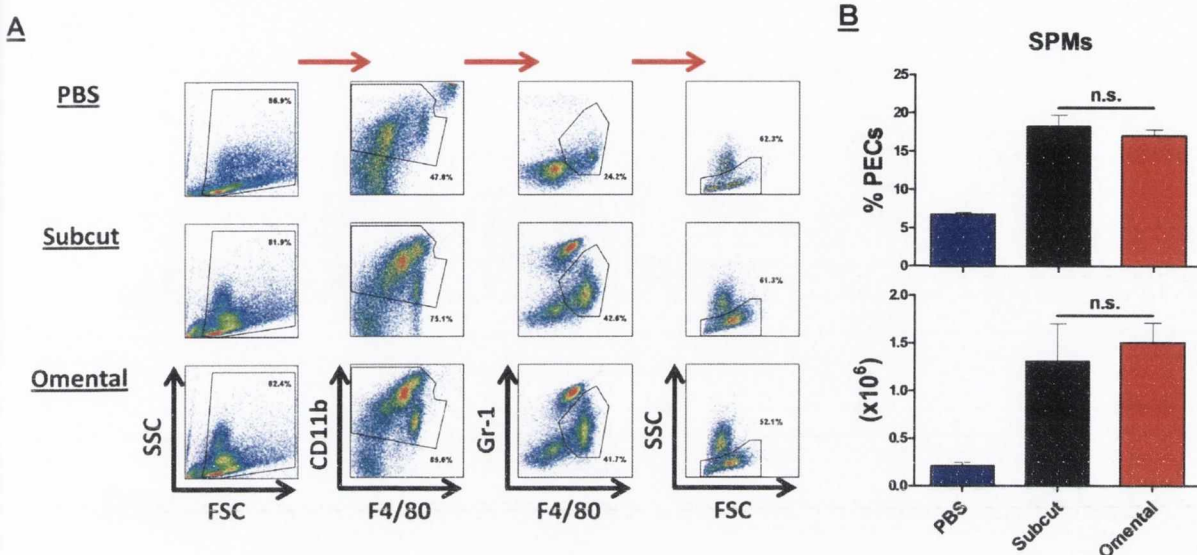 A
PBS
86.9%
47.8%
24.2%
62.3%
Subcut
81.9%
75.1%
42.6%
61.3%
Omental
82.4%
85.6%
41.7%
52.1%
SSC
CD11b
Gr-1
SSC
FSC
F4/80
F4/80
FSC
B
SPMs
% PECs
25
20
15
10
5
0
n.s.
(x10⁶)
2.0
1.5
1.0
0.5
0.0
n.s.
PBS
Subcut
Omental